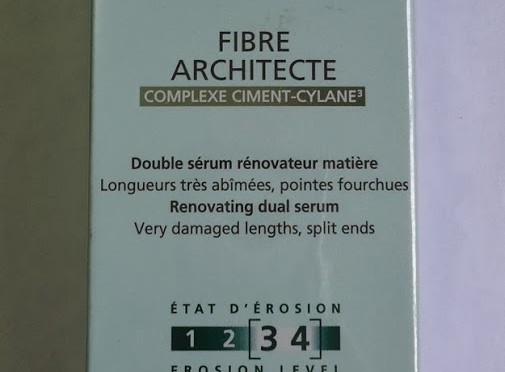 FIBRE
ARCHITECTE
COMPLEXE CIMENT-CYLANE³
Double sérum rénovateur matière
Longueurs très abîmées, pointes fourchues
Renovating dual serum
Very damaged lengths, split ends
ÉTAT D'ÉROSION
1 2 [3 4]
EROSION LEVEL